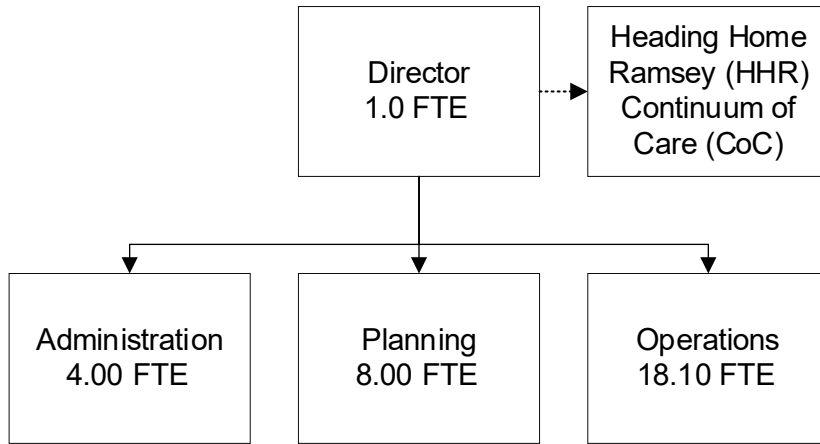 Director
1.0 FTE
Heading Home
Ramsey (HHR)
Continuum of
Care (CoC)
Administration
4.00 FTE
Planning
8.00 FTE
Operations
18.10 FTE